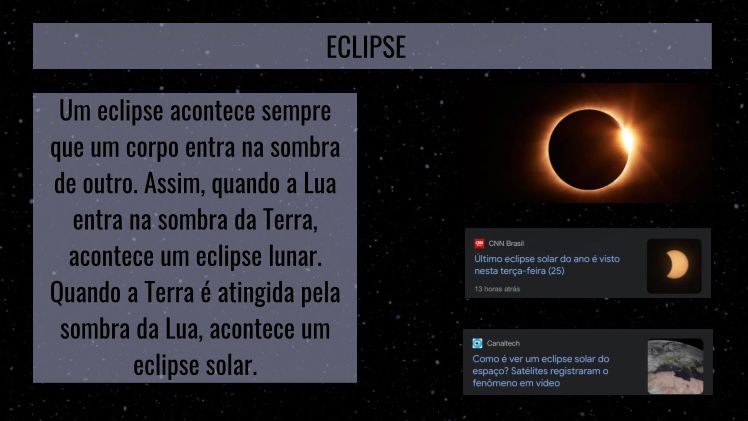 ECLIPSE
Um eclipse acontece sempre
que um corpo entra na sombra
de outro. Assim, quando a Lua
entra na sombra da Terra,
acontece um eclipse lunar.
Quando a Terra é atingida pela
sombra da Lua, acontece um
eclipse solar.
CNN Brasil
Último eclipse solar do ano é visto
nesta terça-feira (25)
13 horas atrás
Canaltech
Como é ver um eclipse solar do
espaço? Satélites registraram o
fenômeno em vídeo